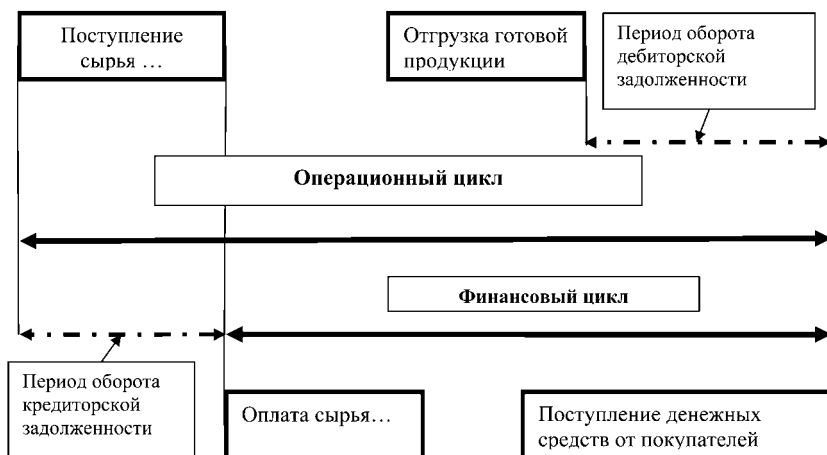 Поступление
сырья …
Отгрузка готовой
продукции
Период оборота
дебиторской
задолженности
Операционный цикл
Финансовый цикл
Период оборота
кредиторской
задолженности
Оплата сырья…
Поступление денежных
средств от покупателей